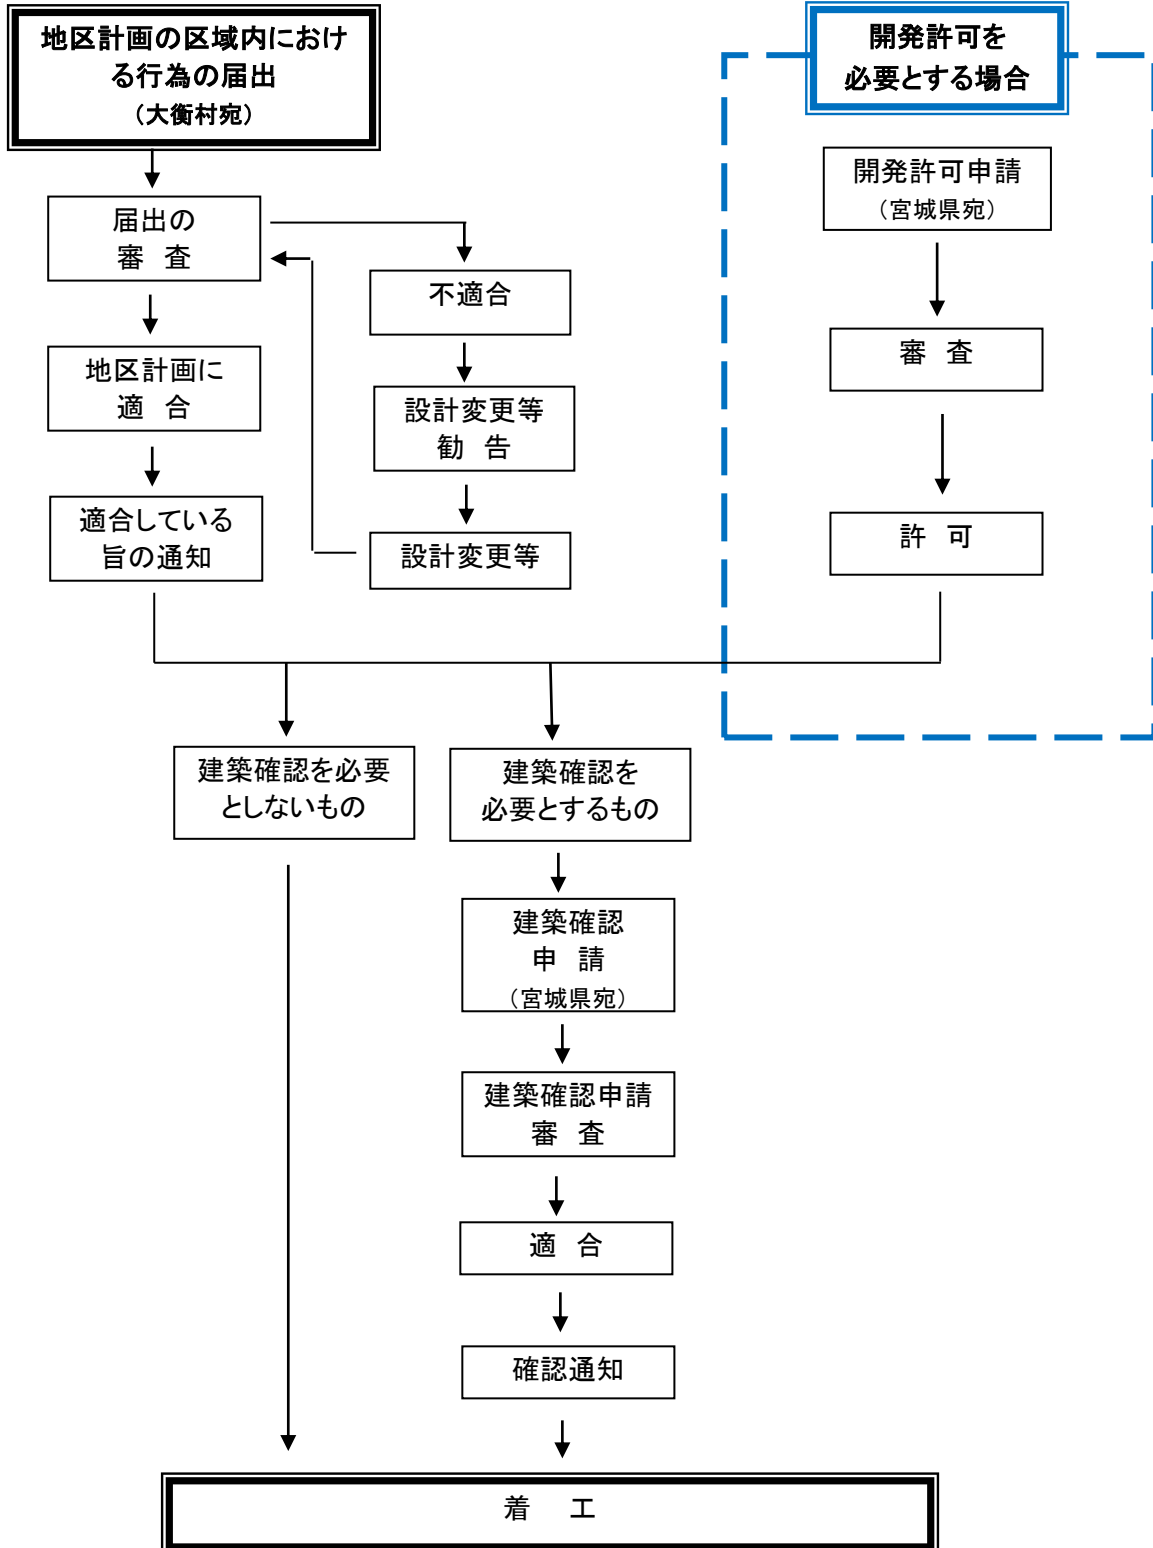 地区計画の区域内におけ
る行為の届出
（大衡村宛）
届出の
審　査
不適合
地区計画に
適　合
設計変更等
勧　告
適合している
旨の通知
設計変更等
開発許可を
必要とする場合
開発許可申請
（宮城県宛）
審　査
許　可
建築確認を必要
としないもの
建築確認を
必要とするもの
建築確認
申　請
（宮城県宛）
建築確認申請
審　査
適　合
確認通知
着　工